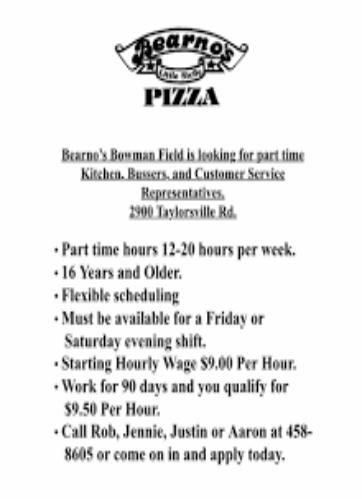 Bearno's
Little Sicily
PIZZA
Bearno's Bowman Field is looking for part time
Kitchen, Bussers, and Customer Service
Representatives.
2900 Taylorsville Rd.
· Part time hours 12-20 hours per week.
· 16 Years and Older.
· Flexible scheduling
· Must be available for a Friday or
Saturday evening shift.
· Starting Hourly Wage $9.00 Per Hour.
· Work for 90 days and you qualify for
$9.50 Per Hour.
· Call Rob, Jennie, Justin or Aaron at 458-
8605 or come on in and apply today.